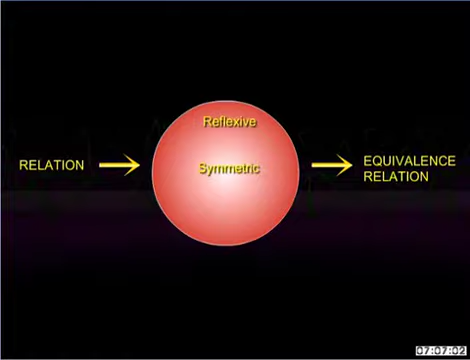 Reflexive
RELATION
Symmetric
EQUIVALENCE
RELATION
07:07:02